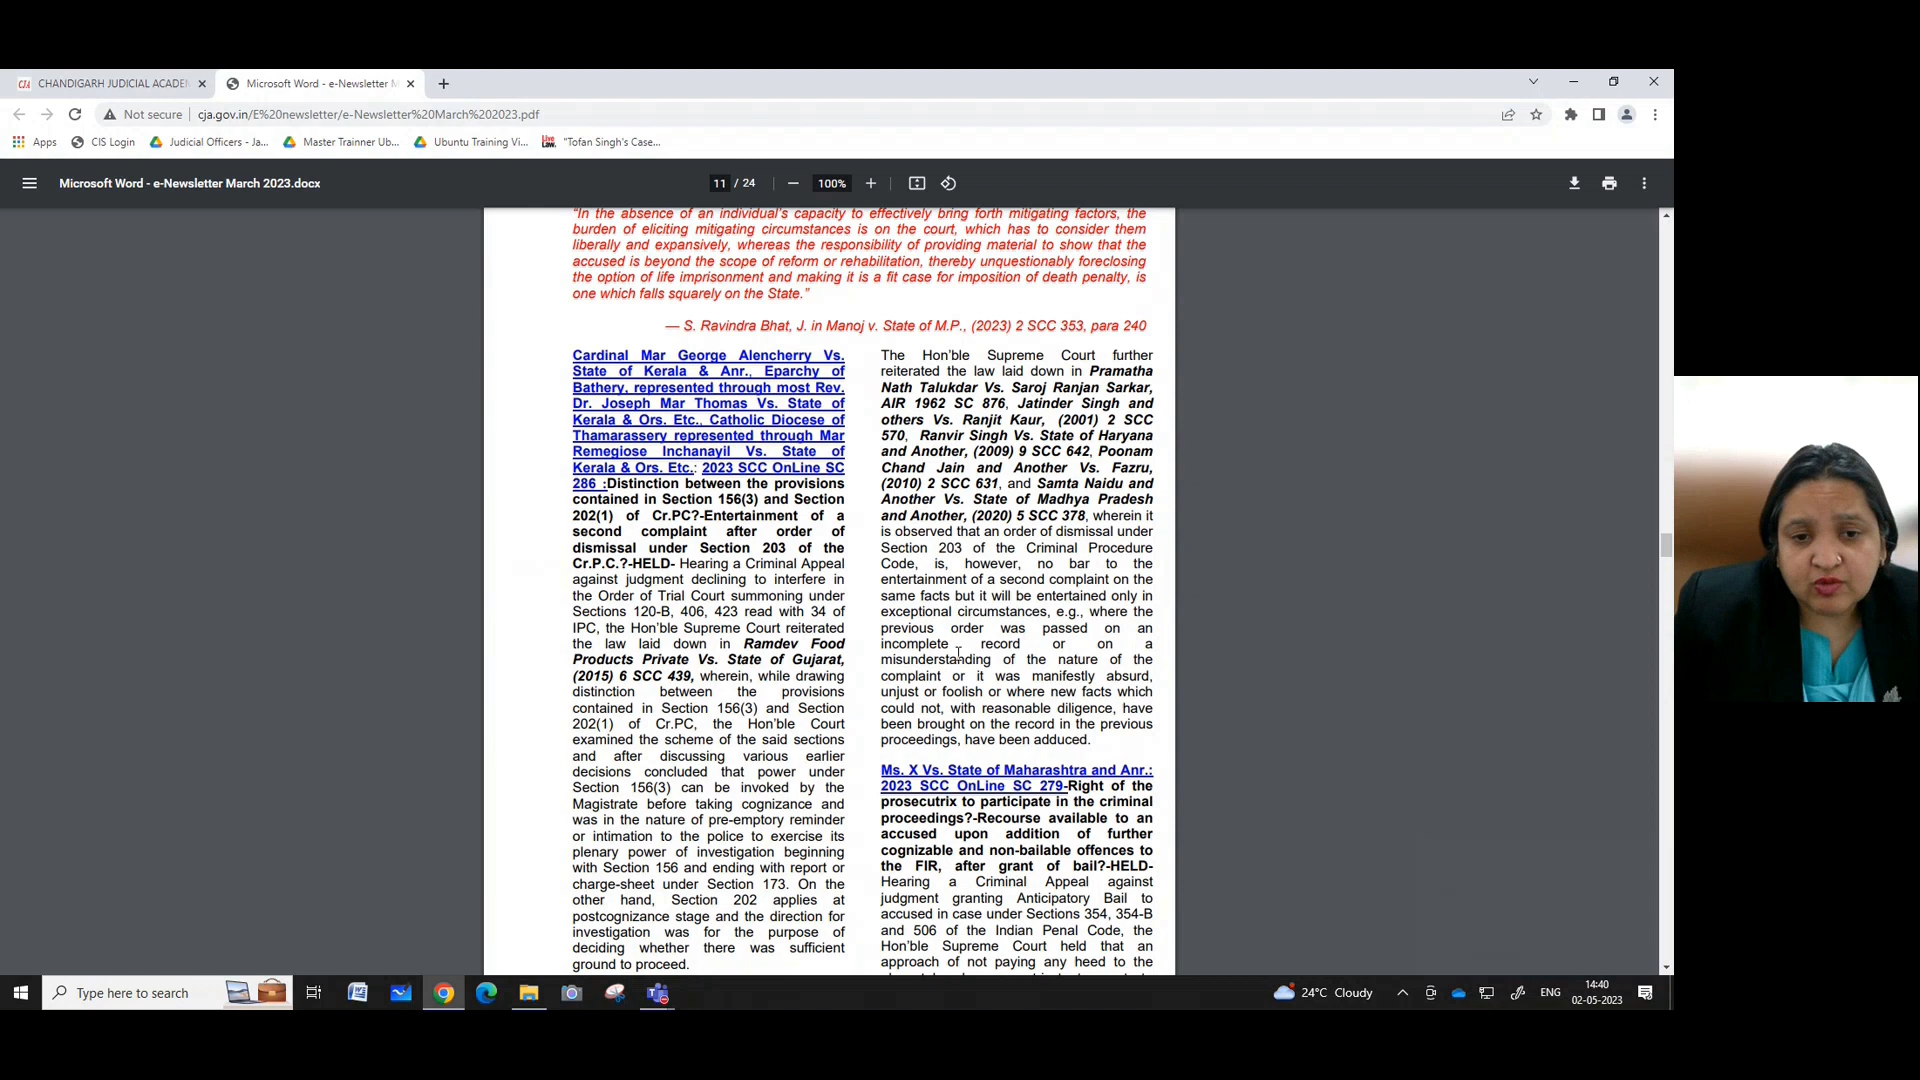 CHANDIGARH JUDICIAL ACADE
Microsoft Word - e-Newsletter M
Not secure
cja.gov.in/E%20newsletter/e-Newsletter%20March%202023.pdf
Apps
CIS Login
Judicial Officers - Ja...
Master Trainner Ub...
Ubuntu Training Vi...
"Tofan Singh's Case...
Microsoft Word - e-Newsletter March 2023.docx
11 / 24
100%
“In the absence of an individual’s capacity to effectively bring forth mitigating factors, the
burden of eliciting mitigating circumstances is on the court, which has to consider them
liberally and expansively, whereas the responsibility of providing material to show that the
accused is beyond the scope of reform or rehabilitation, thereby unquestionably foreclosing
the option of life imprisonment and making it is a fit case for imposition of death penalty, is
one which falls squarely on the State.”
— S. Ravindra Bhat, J. in Manoj v. State of M.P., (2023) 2 SCC 353, para 240
Cardinal Mar George Alencherry Vs.
State of Kerala & Anr., Eparchy of
Bathery, represented through most Rev.
Dr. Joseph Mar Thomas Vs. State of
Kerala & Ors. Etc., Catholic Diocese of
Thamarassery represented through Mar
Remegiose Inchanayil Vs. State of
Kerala & Ors. Etc.: 2023 SCC OnLine SC
286 :Distinction between the provisions
contained in Section 156(3) and Section
202(1) of Cr.PC?-Entertainment of a
second complaint after order of
dismissal under Section 203 of the
Cr.P.C.?-HELD- Hearing a Criminal Appeal
against judgment declining to interfere in
the Order of Trial Court summoning under
Sections 120-B, 406, 423 read with 34 of
IPC, the Hon’ble Supreme Court reiterated
the law laid down in Ramdev Food
Products Private Vs. State of Gujarat,
(2015) 6 SCC 439, wherein, while drawing
distinction between the provisions
contained in Section 156(3) and Section
202(1) of Cr.PC, the Hon’ble Court
examined the scheme of the said sections
and after discussing various earlier
decisions concluded that power under
Section 156(3) can be invoked by the
Magistrate before taking cognizance and
was in the nature of pre-emptory reminder
or intimation to the police to exercise its
plenary power of investigation beginning
with Section 156 and ending with report or
charge-sheet under Section 173. On the
other hand, Section 202 applies at
postcognizance stage and the direction for
investigation was for the purpose of
deciding whether there was sufficient
ground to proceed.
The Hon’ble Supreme Court further
reiterated the law laid down in Pramatha
Nath Talukdar Vs. Saroj Ranjan Sarkar,
AIR 1962 SC 876, Jatinder Singh and
others Vs. Ranjit Kaur, (2001) 2 SCC
570, Ranvir Singh Vs. State of Haryana
and Another, (2009) 9 SCC 642, Poonam
Chand Jain and Another Vs. Fazru,
(2010) 2 SCC 631, and Samta Naidu and
Another Vs. State of Madhya Pradesh
and Another, (2020) 5 SCC 378, wherein it
is observed that an order of dismissal under
Section 203 of the Criminal Procedure
Code, is, however, no bar to the
entertainment of a second complaint on the
same facts but it will be entertained only in
exceptional circumstances, e.g., where the
previous order was passed on an
incomplete record or on a
misunderstanding of the nature of the
complaint or it was manifestly absurd,
unjust or foolish or where new facts which
could not, with reasonable diligence, have
been brought on the record in the previous
proceedings, have been adduced.
Ms. X Vs. State of Maharashtra and Anr.:
2023 SCC OnLine SC 279-Right of the
prosecutrix to participate in the criminal
proceedings?-Recourse available to an
accused upon addition of further
cognizable and non-bailable offences to
the FIR, after grant of bail?-HELD-
Hearing a Criminal Appeal against
judgment granting Anticipatory Bail to
accused in case under Sections 354, 354-B
and 506 of the Indian Penal Code, the
Hon’ble Supreme Court held that an
approach of not paying any heed to the
Type here to search
24°C Cloudy
ENG
14:40
02-05-2023